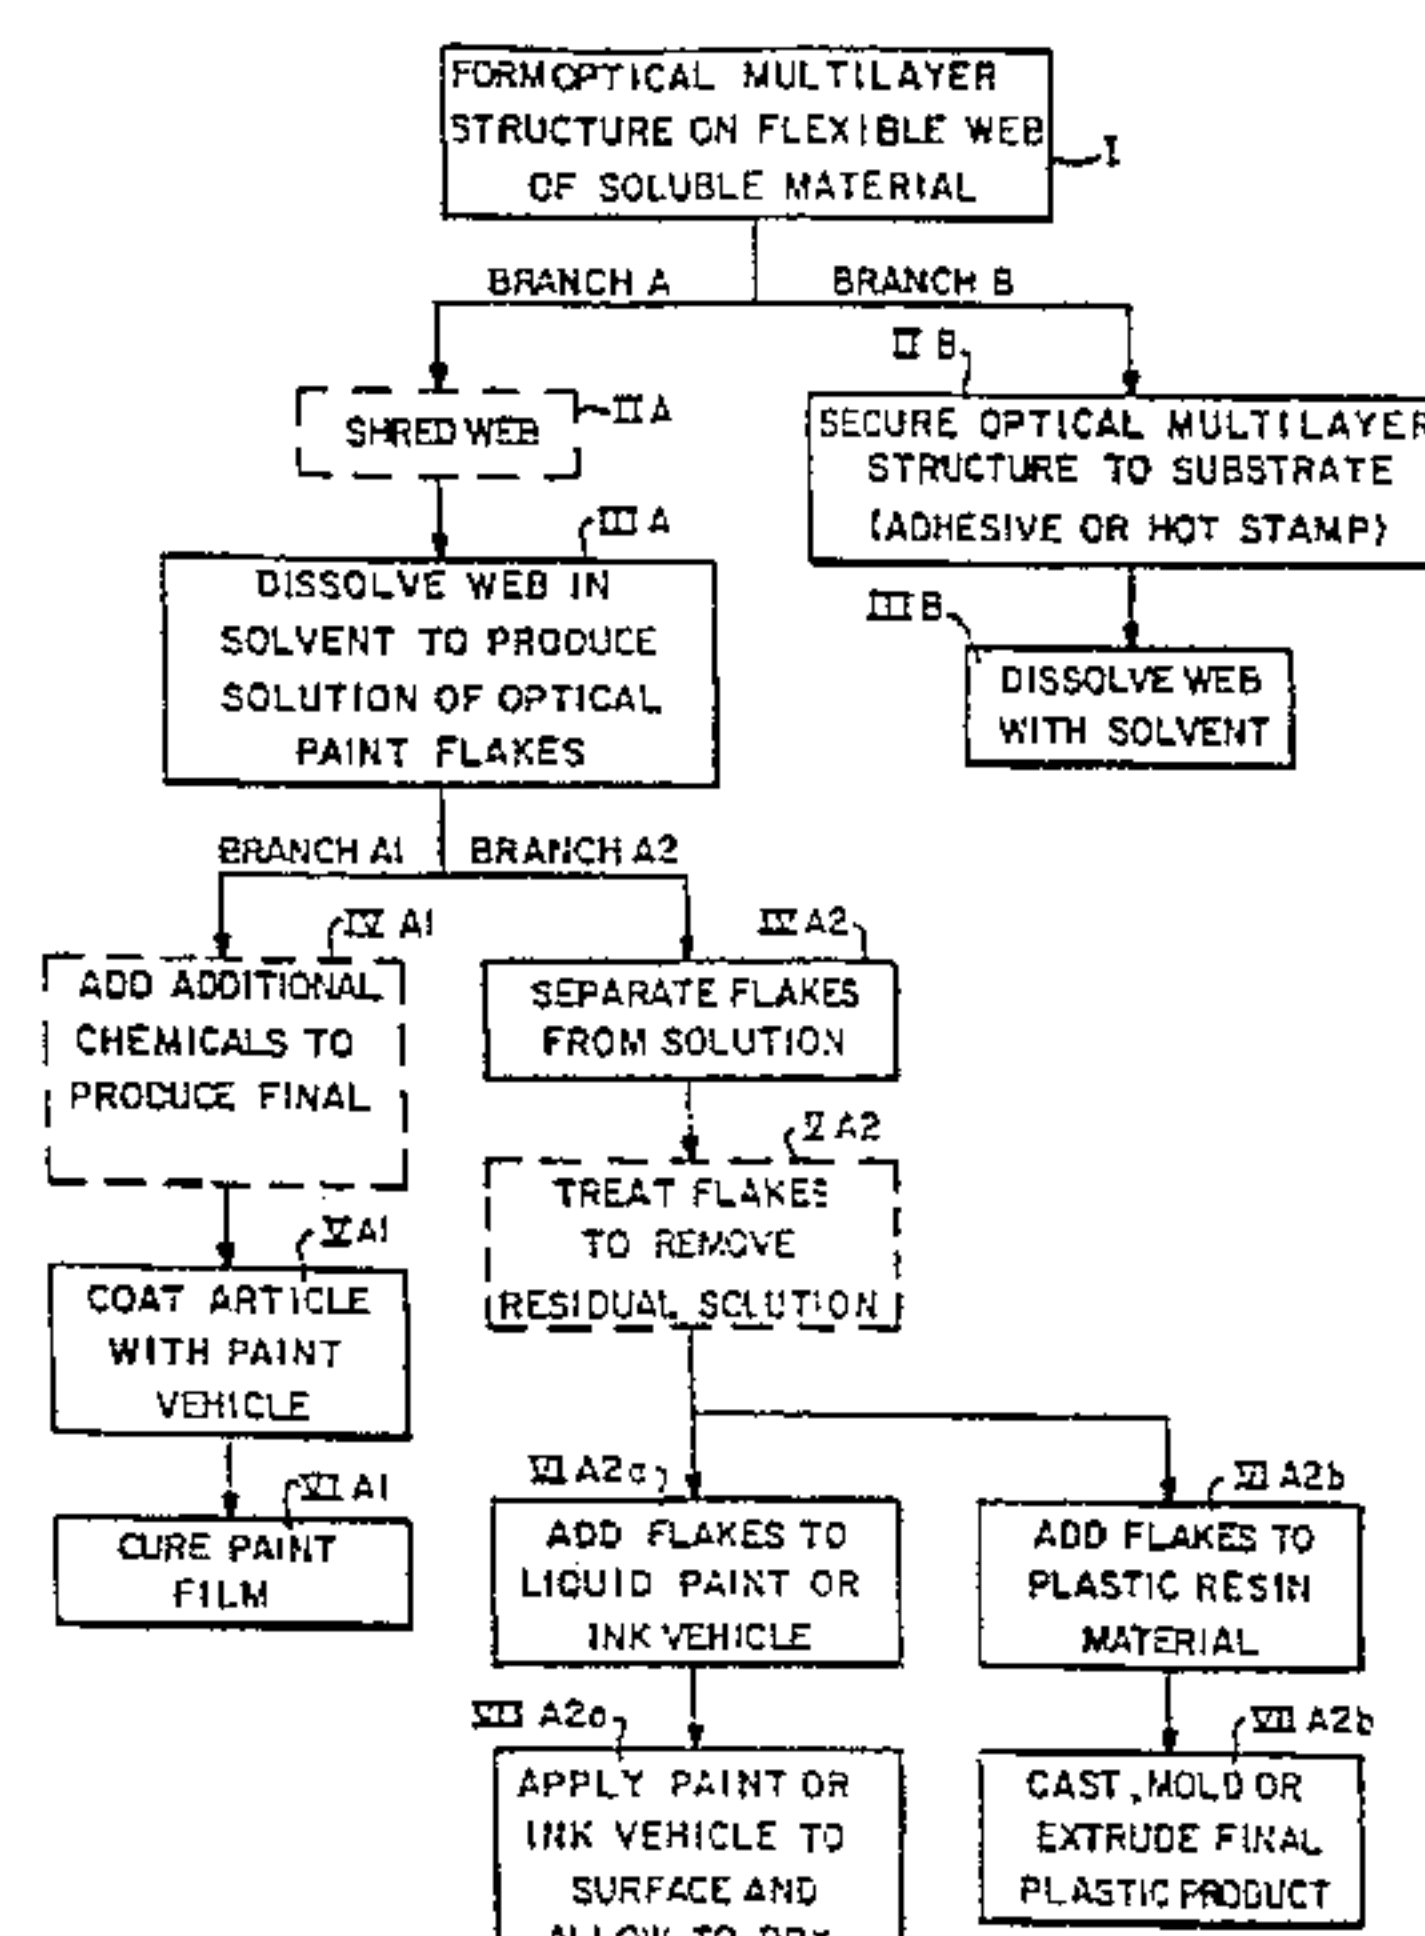 FORM OPTICAL MULTILAYER
STRUCTURE ON FLEXIBLE WEB
OF SOLUBLE MATERIAL
I
BRANCH A
BRANCH B
II A
SHRED WEB
II B
SECURE OPTICAL MULTILAYER
STRUCTURE TO SUBSTRATE
(ADHESIVE OR HOT STAMP)
III A
DISSOLVE WEB IN
SOLVENT TO PRODUCE
SOLUTION OF OPTICAL
PAINT FLAKES
III B
DISSOLVE WEB
WITH SOLVENT
BRANCH A1
BRANCH A2
IV A1
ADD ADDITIONAL
CHEMICALS TO
PRODUCE FINAL
IV A2
SEPARATE FLAKES
FROM SOLUTION
V A2
TREAT FLAKES
TO REMOVE
RESIDUAL SOLUTION
V A1
COAT ARTICLE
WITH PAINT
VEHICLE
VI A1
CURE PAINT
FILM
VI A2a
ADD FLAKES TO
LIQUID PAINT OR
INK VEHICLE
VI A2b
ADD FLAKES TO
PLASTIC RESIN
MATERIAL
VII A2a
APPLY PAINT OR
INK VEHICLE TO
SURFACE AND
ALLOW TO DRY
VII A2b
CAST, MOLD OR
EXTRUDE FINAL
PLASTIC PRODUCT